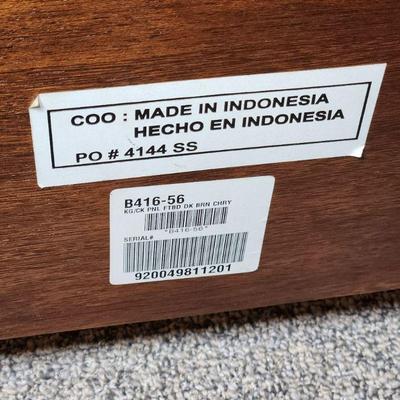 COO : MADE IN INDONESIA
HECHO EN INDONESIA
PO # 4144 SS
B416-56
KG/CK PNL FTBD DK BRN CHRY
"B416-56"
SERIAL#
920049811201